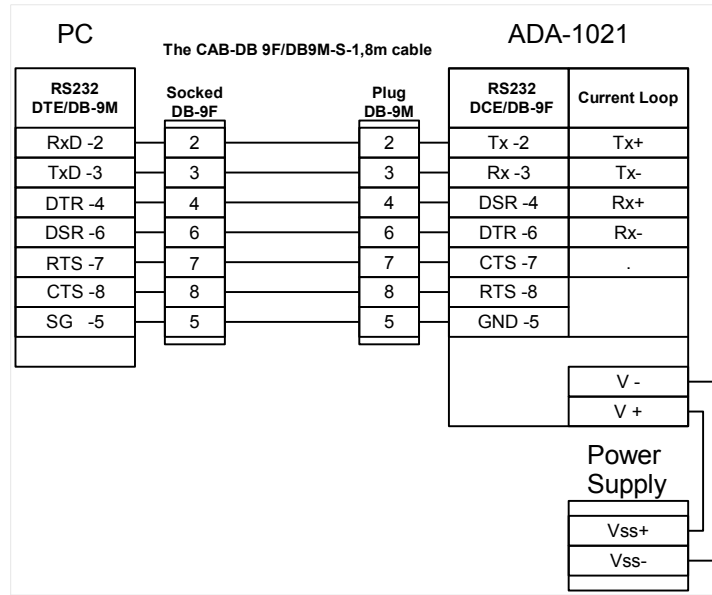 PC
ADA-1021
The CAB-DB 9F/DB9M-S-1,8m cable
RS232 DTE/DB-9M
Socked DB-9F
Plug DB-9M
RS232 DCE/DB-9F
Current Loop
RxD -2 2 2 Tx -2 Tx+
TxD -3 3 3 Rx -3 Tx-
DTR -4 4 4 DSR -4 Rx+
DSR -6 6 6 DTR -6 Rx-
RTS -7 7 7 CTS -7 .
CTS -8 8 8 RTS -8
SG -5 5 5 GND -5
V -
V +
Power
Supply
Vss+
Vss-